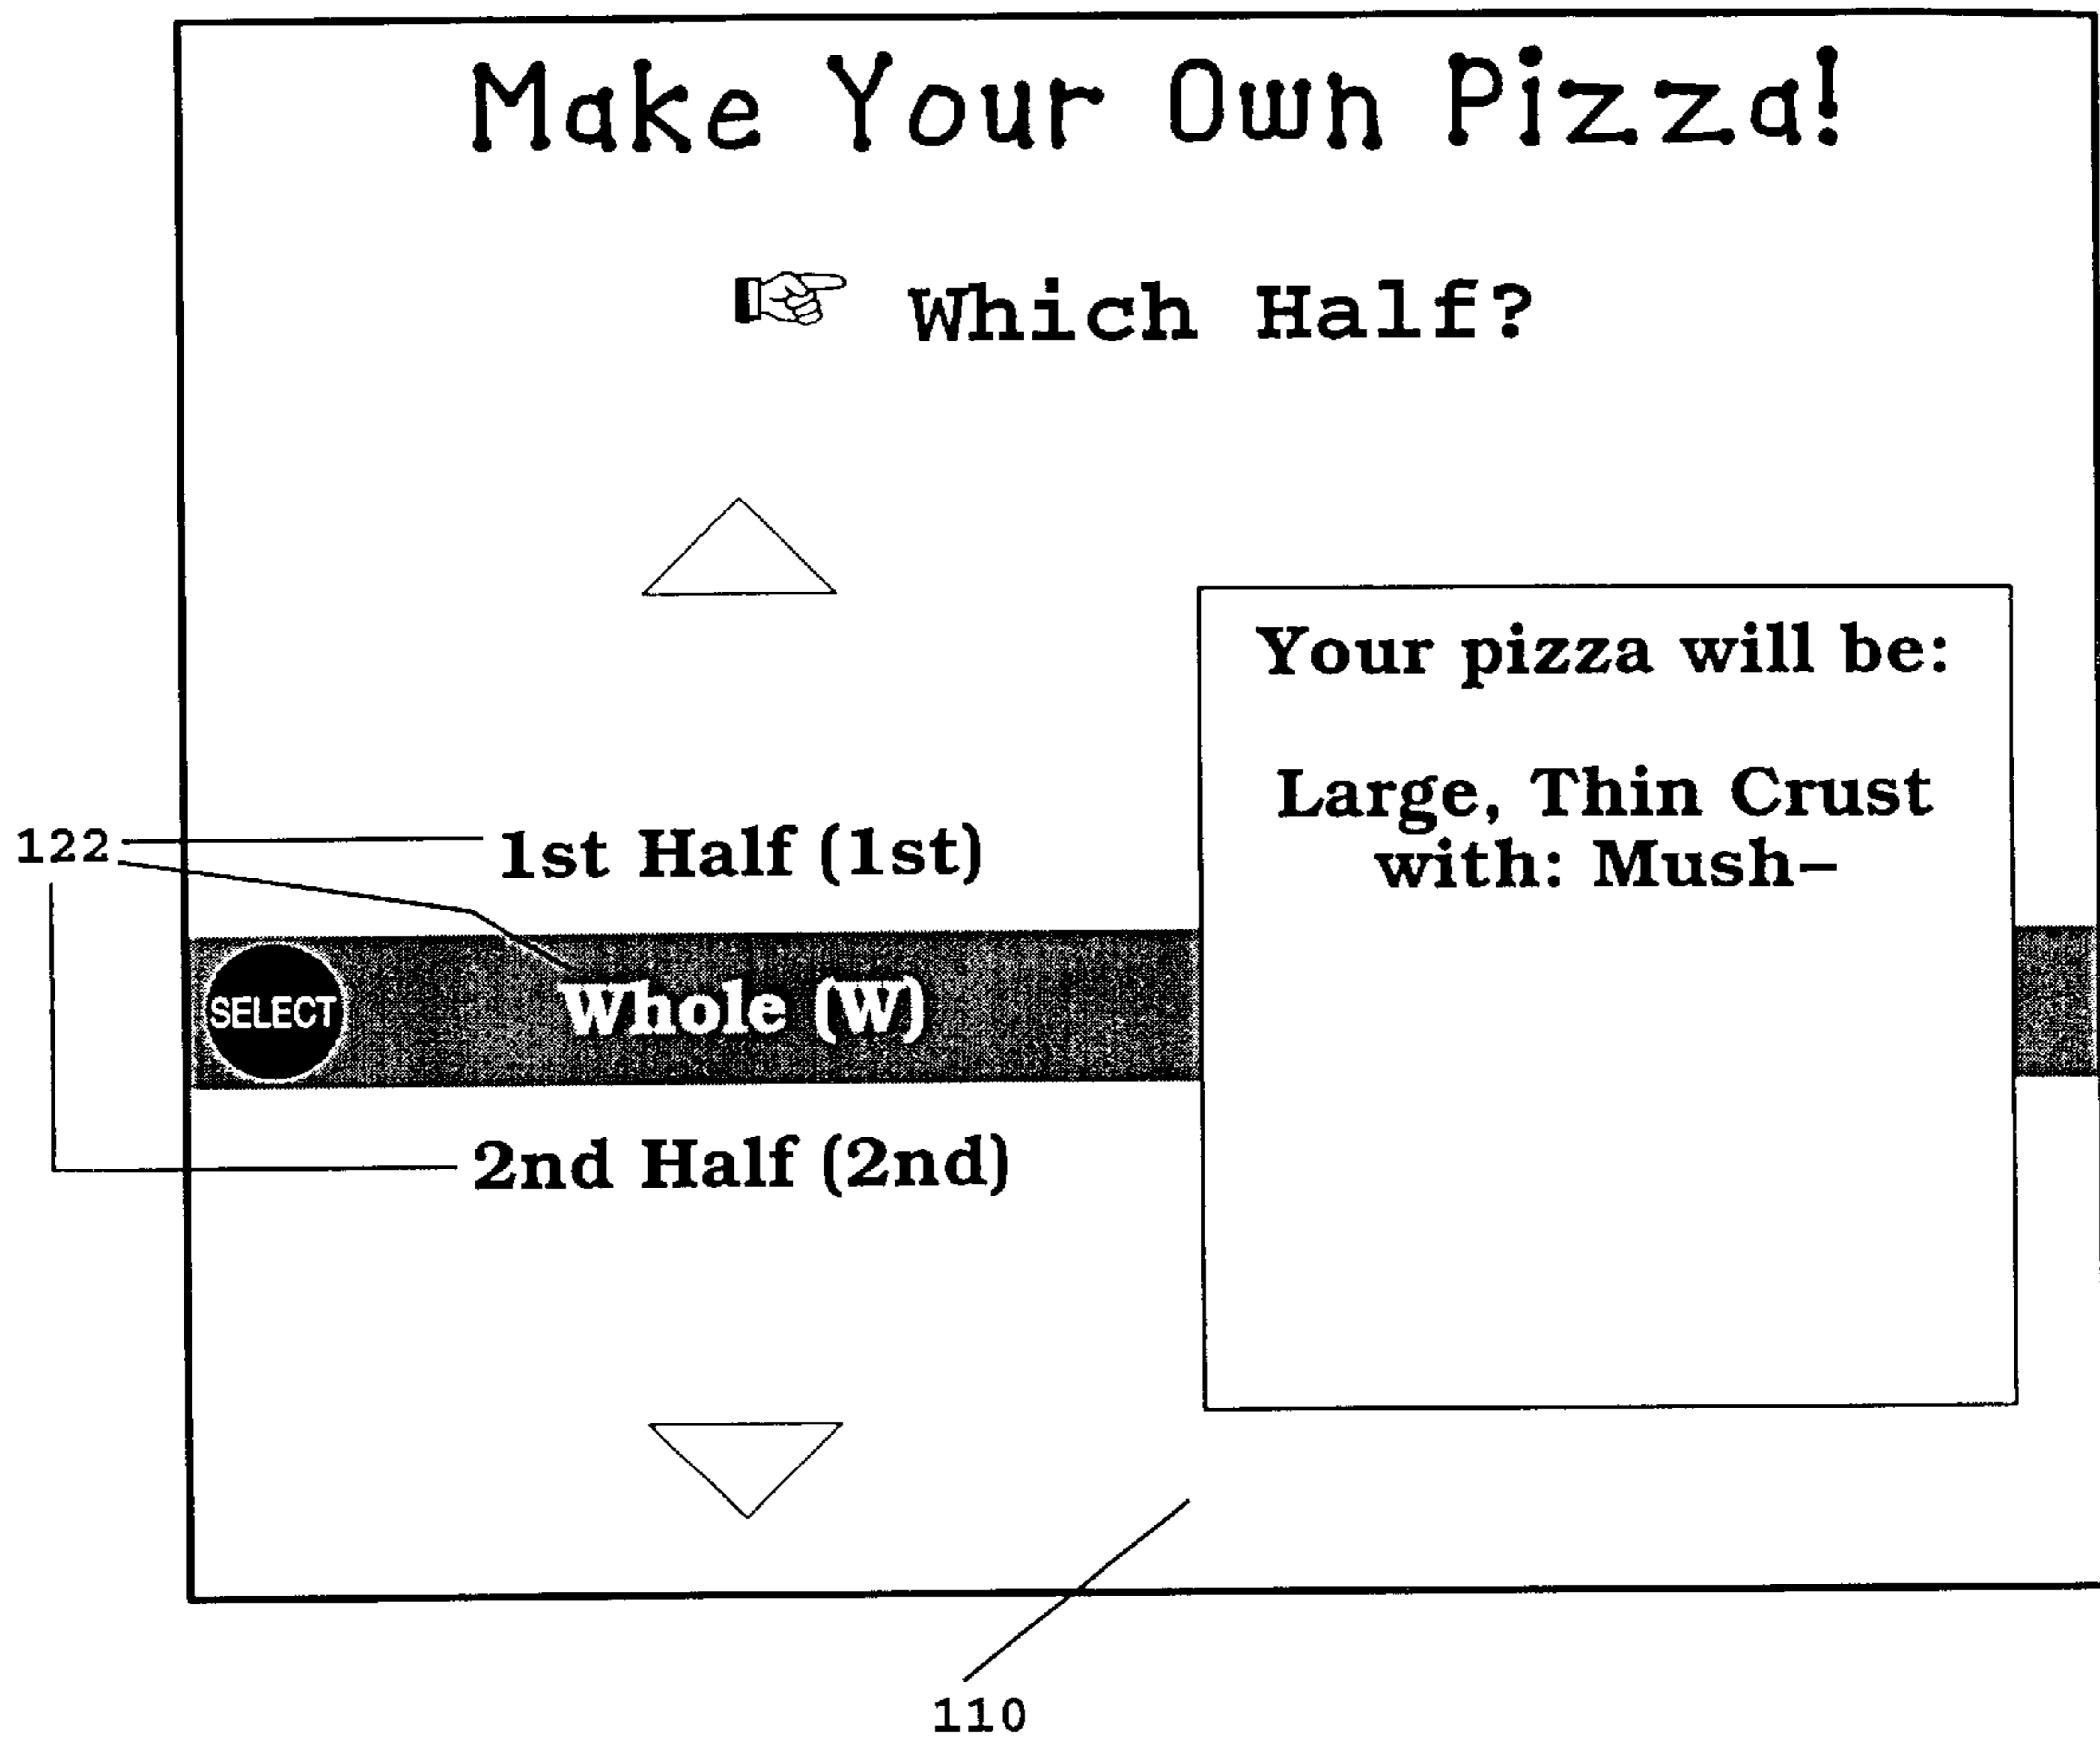 Make Your Own Pizza!
☞ Which Half?
Your pizza will be:
Large, Thin Crust
with: Mush–
122
1st Half (1st)
SELECT
Whole (W)
2nd Half (2nd)
110